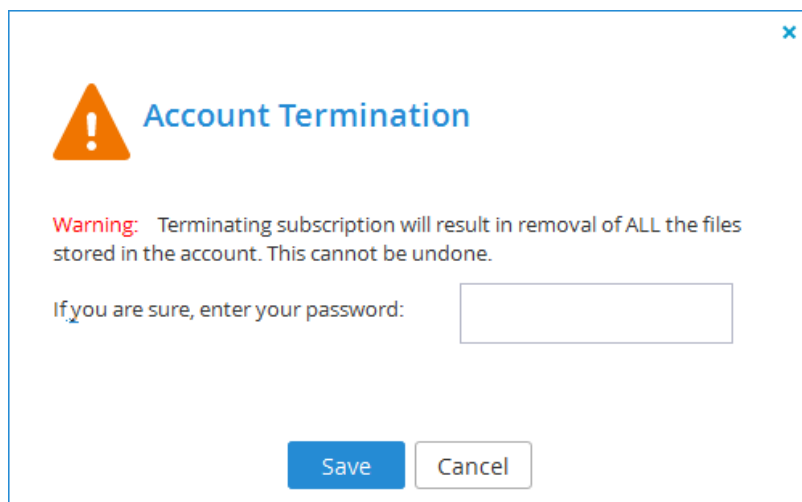 Account Termination
Warning: Terminating subscription will result in removal of ALL the files
stored in the account. This cannot be undone.
If you are sure, enter your password:
Save Cancel